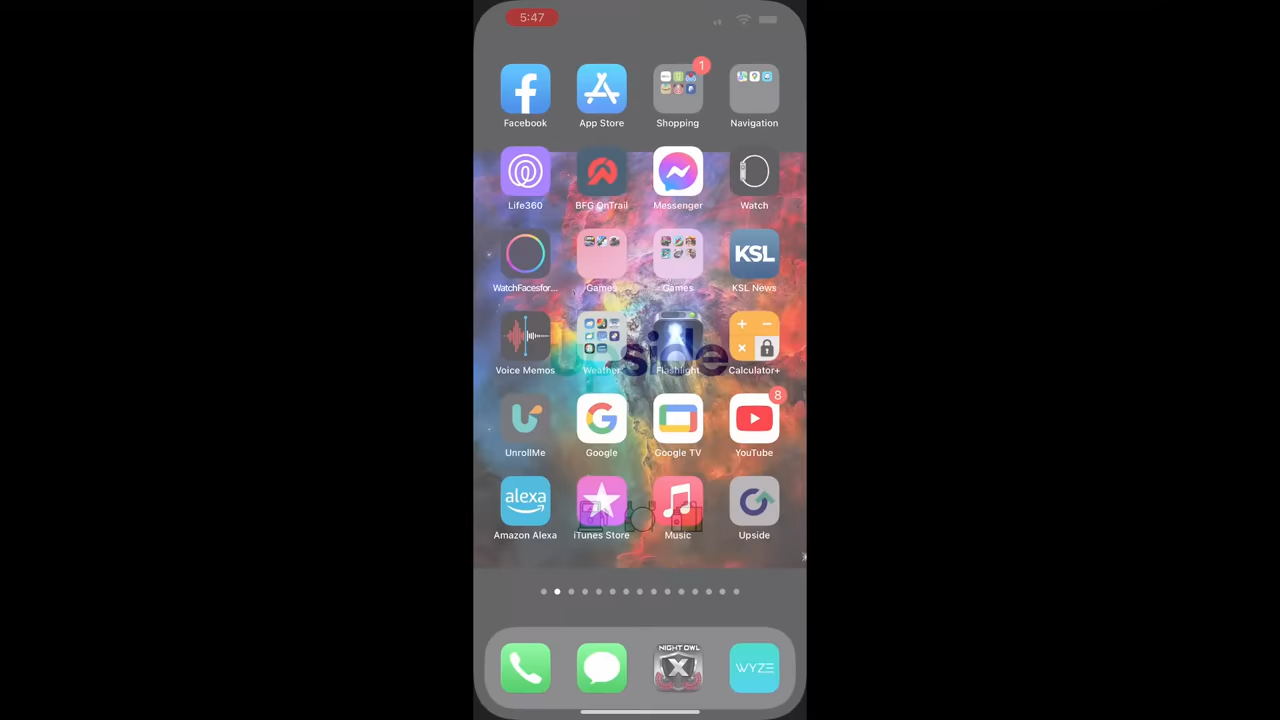 5:47
1
Facebook App Store Shopping Navigation
Life360 BFG OnTrail Messenger Watch
KSL
WatchFacesfor... Games Games KSL News
Upside
Voice Memos Weather Flashlight Calculator+
8
UnrollMe Google Google TV YouTube
alexa
Amazon Alexa iTunes Store Music Upside
NIGHT OWL
X
WYZE